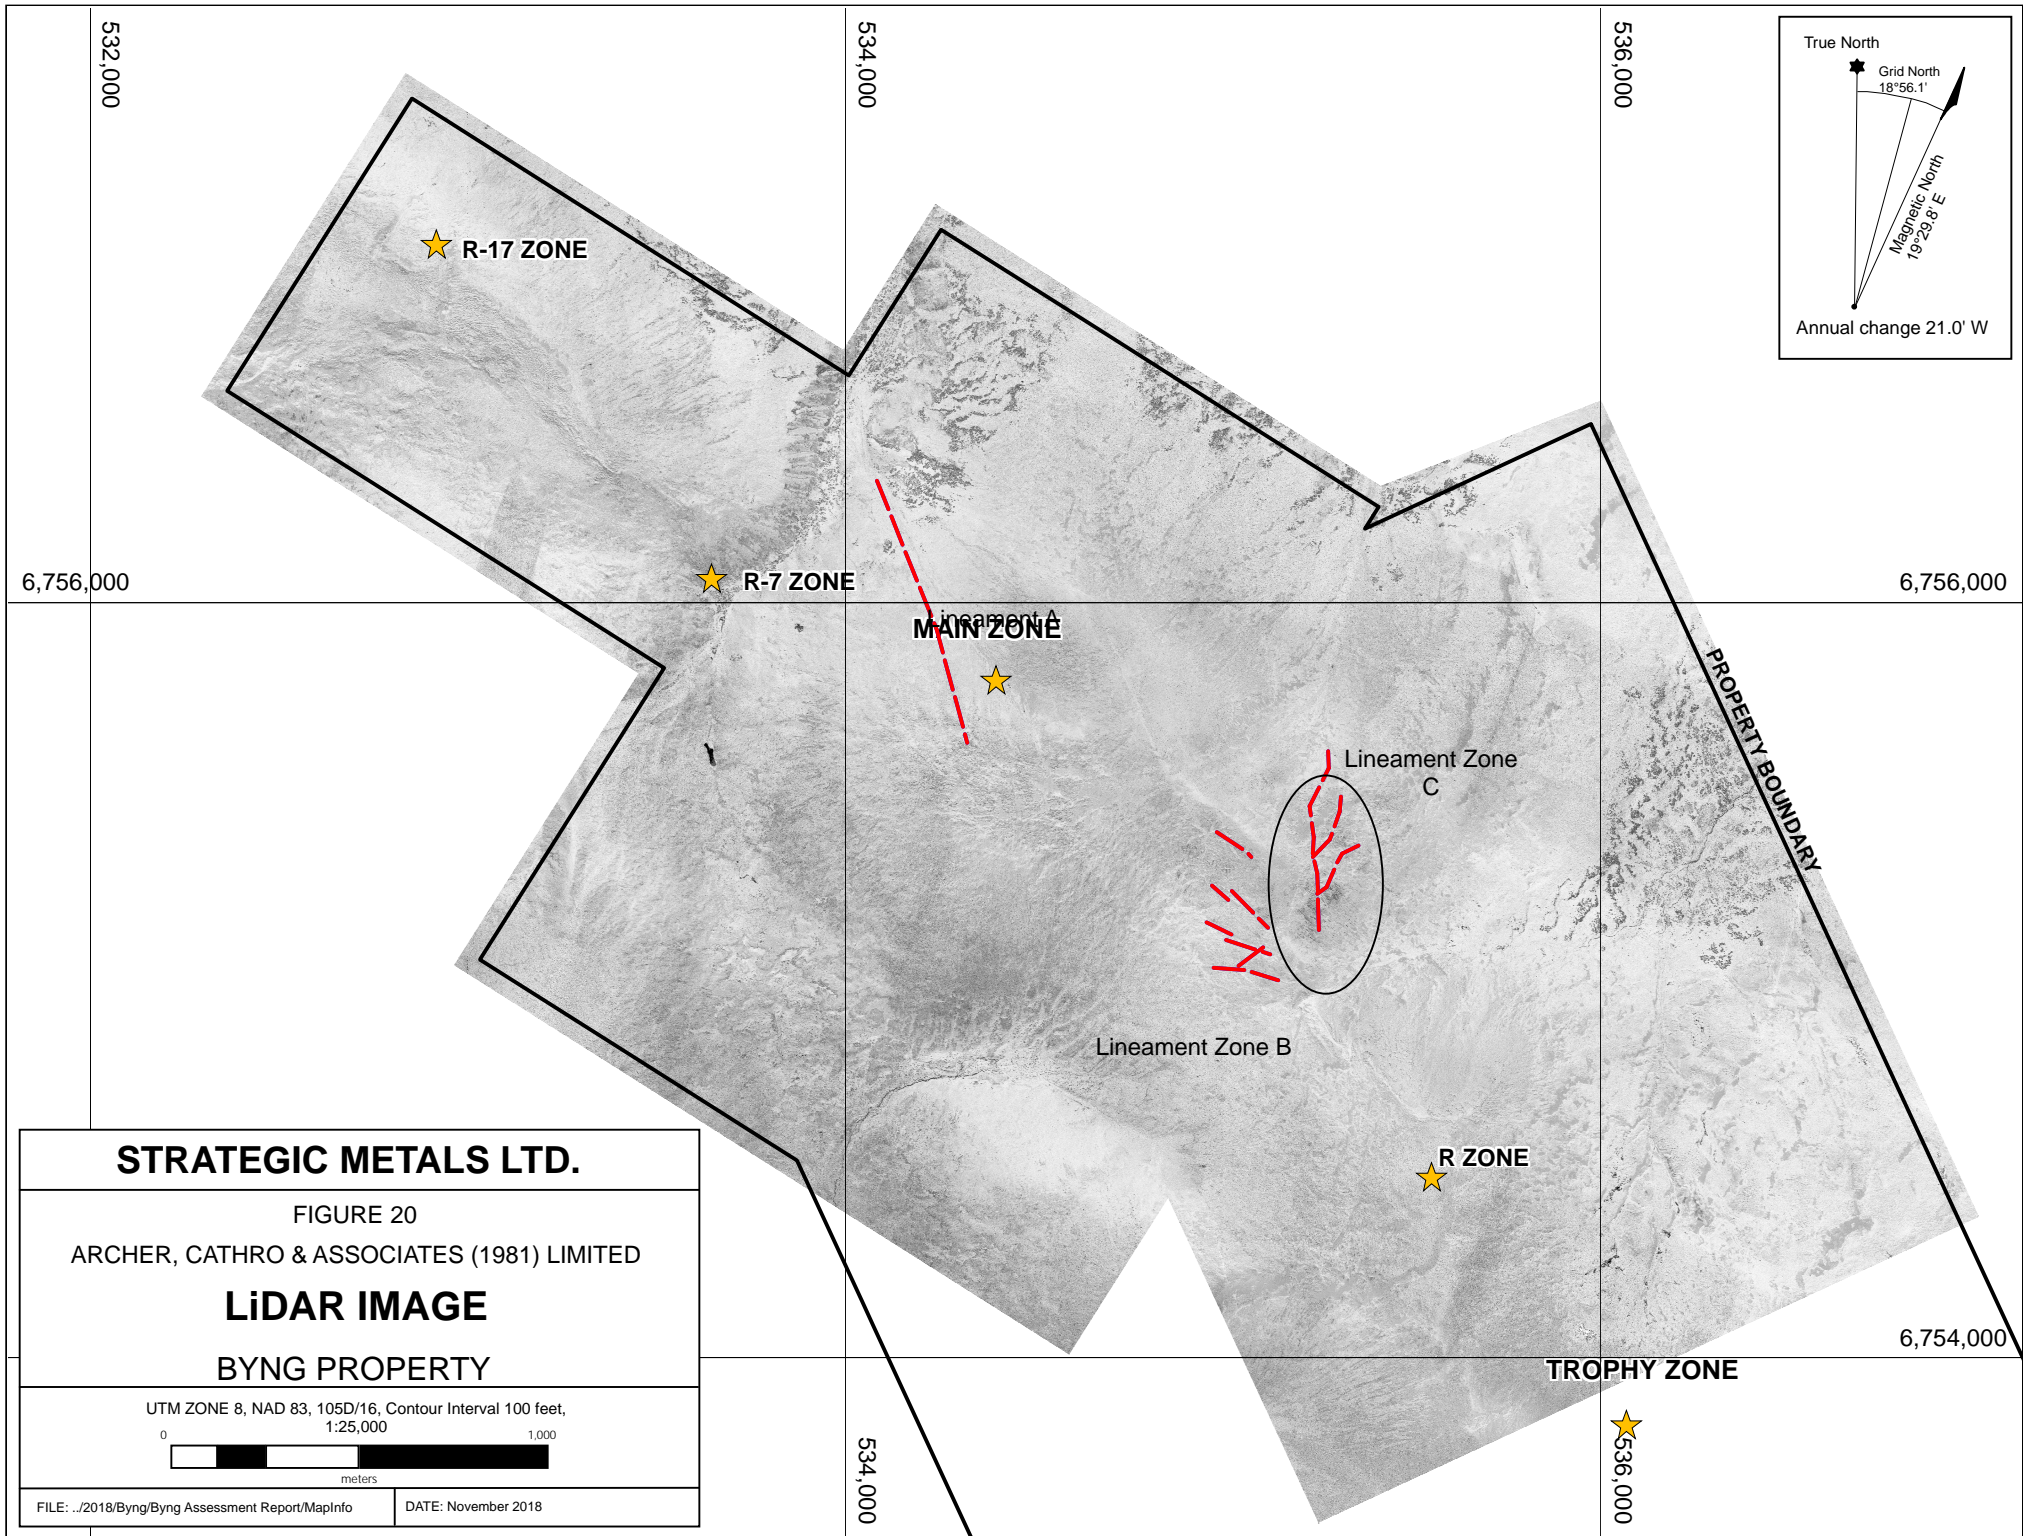 532,000
534,000
536,000
True North
Grid North
18°56.1'
Magnetic North
19°29.8' E
Annual change 21.0' W
R-17 ZONE
R-7 ZONE
6,756,000
6,756,000
Lineament A
MAIN ZONE
PROPERTY BOUNDARY
Lineament Zone
C
Lineament Zone B
R ZONE
6,754,000
TROPHY ZONE
534,000
536,000
STRATEGIC METALS LTD.
FIGURE 20
ARCHER, CATHRO & ASSOCIATES (1981) LIMITED
LiDAR IMAGE
BYNG PROPERTY
UTM ZONE 8, NAD 83, 105D/16, Contour Interval 100 feet,
1:25,000
0 1,000
meters
FILE: ../2018/Byng/Byng Assessment Report/MapInfo
DATE: November 2018